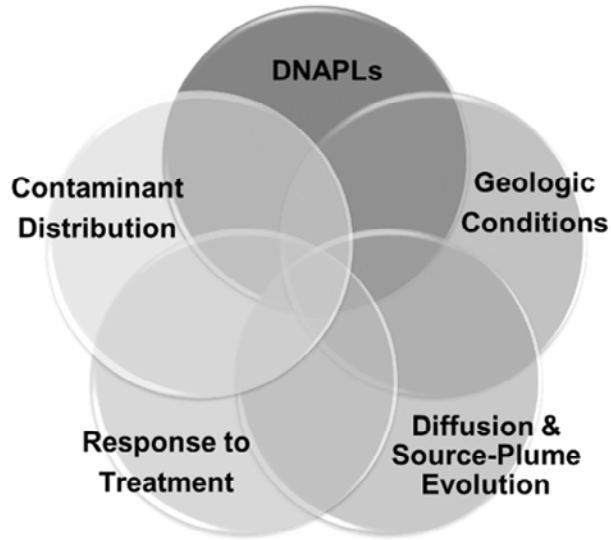 DNAPLs
Geologic
Conditions
Contaminant
Distribution
Response to
Treatment
Diffusion &
Source-Plume
Evolution